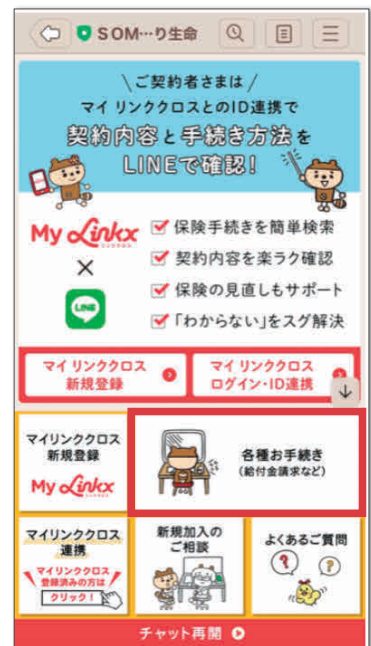 SOM…り生命
ご契約者さまは
マイ リンククロスとのID連携で
契約内容と手続き方法を
LINEで確認!
My Linkx
リンククロス
×
LINE
保険手続きを簡単検索
契約内容を楽ラク確認
保険の見直しもサポート
「わからない」をスグ解決
マイ リンククロス
新規登録
マイ リンククロス
ログイン・ID連携
マイリンククロス
新規登録
My Linkx
各種お手続き
(給付金請求など)
マイリンククロス
連携
マイリンククロス
登録済みの方は
クリック!
新規加入の
ご相談
よくあるご質問
チャット再開